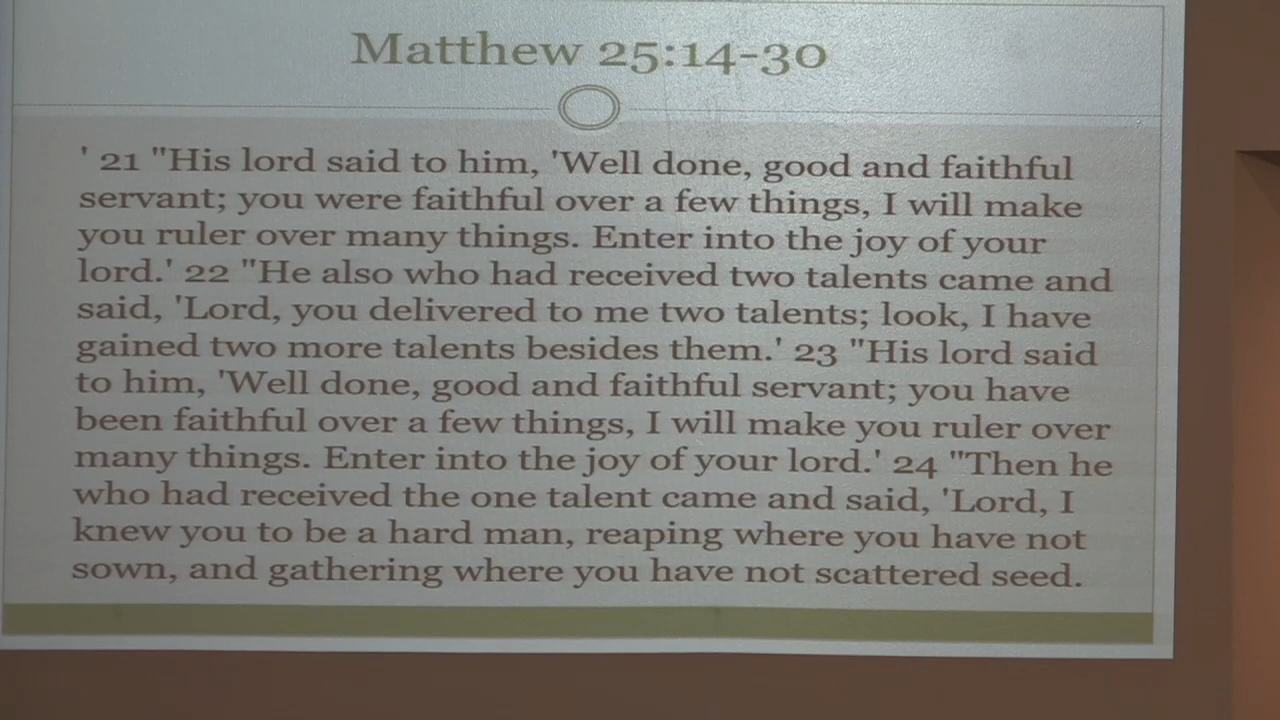 Matthew 25:14-30
' 21 "His lord said to him, 'Well done, good and faithful
servant; you were faithful over a few things, I will make
you ruler over many things. Enter into the joy of your
lord.' 22 "He also who had received two talents came and
said, 'Lord, you delivered to me two talents; look, I have
gained two more talents besides them.' 23 "His lord said
to him, 'Well done, good and faithful servant; you have
been faithful over a few things, I will make you ruler over
many things. Enter into the joy of your lord.' 24 "Then he
who had received the one talent came and said, 'Lord, I
knew you to be a hard man, reaping where you have not
sown, and gathering where you have not scattered seed.